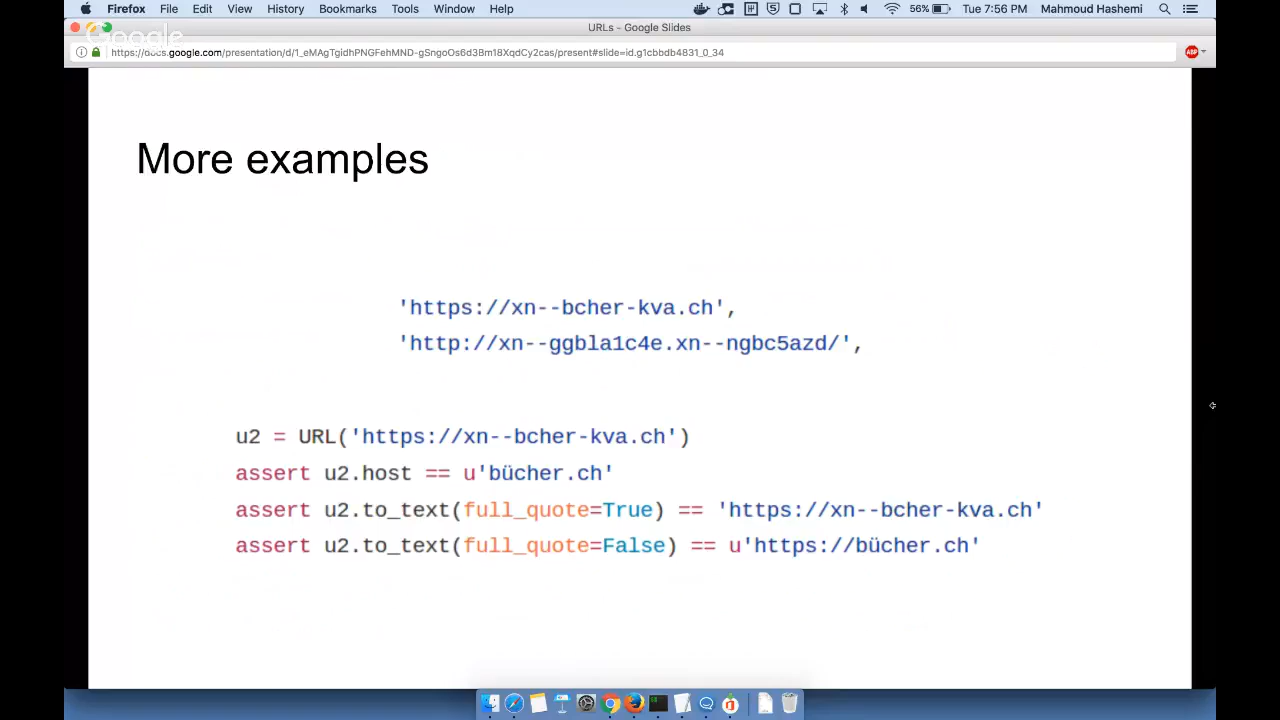 Firefox File Edit View History Bookmarks Tools Window Help 56% Tue 7:56 PM Mahmoud Hashemi
URLs - Google Slides
Google
https://docs.google.com/presentation/d/1_eMAgTgidhPNGFehMND-gSngoOs6d3Bm18XqdCy2cas/present#slide=id.g1cbbdb4831_0_34
ABP
More examples
'https://xn--bcher-kva.ch',
'http://xn--ggbla1c4e.xn--ngbc5azd/',
u2 = URL('https://xn--bcher-kva.ch')
assert u2.host == u'bücher.ch'
assert u2.to_text(full_quote=True) == 'https://xn--bcher-kva.ch'
assert u2.to_text(full_quote=False) == u'https://bücher.ch'